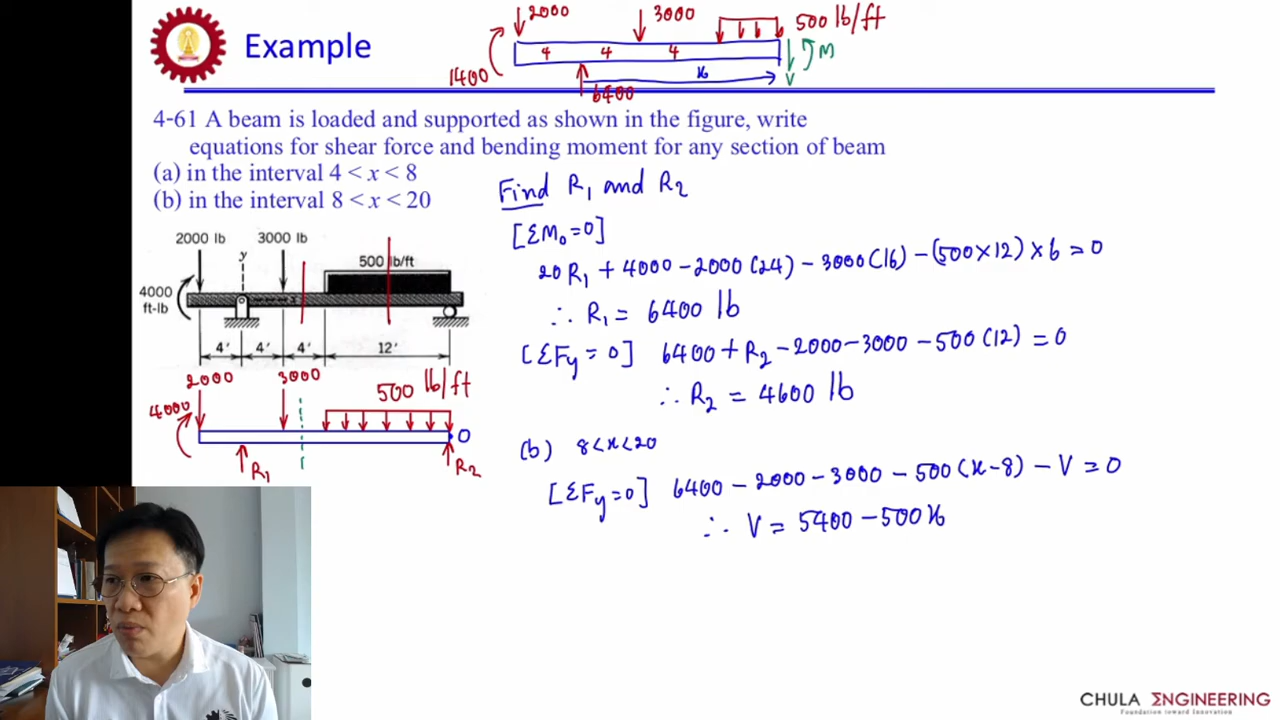 Example
2000
3000
500 lb/ft
4 4 4
1400
6400
x
V
M
4-61 A beam is loaded and supported as shown in the figure, write
equations for shear force and bending moment for any section of beam
(a) in the interval 4 < x < 8
(b) in the interval 8 < x < 20
2000 lb 3000 lb
y
500 lb/ft
4000
ft-lb
x
4' 4' 4' 12'
2000 3000
500 lb/ft
4000
O
R1 R2
Find R1 and R2
[ΣMo=0]
20R1 + 4000 - 2000(24) - 3000(16) - (500×12)×6 = 0
∴ R1 = 6400 lb
[ΣFy = 0] 6400 + R2 - 2000 - 3000 - 500(12) = 0
∴ R2 = 4600 lb
(b) 8<x<20
[ΣFy=0] 6400 - 2000 - 3000 - 500(x-8) - V = 0
∴ V = 5400 - 500x
CHULA ΣNGINEERING
Foundation toward Innovation